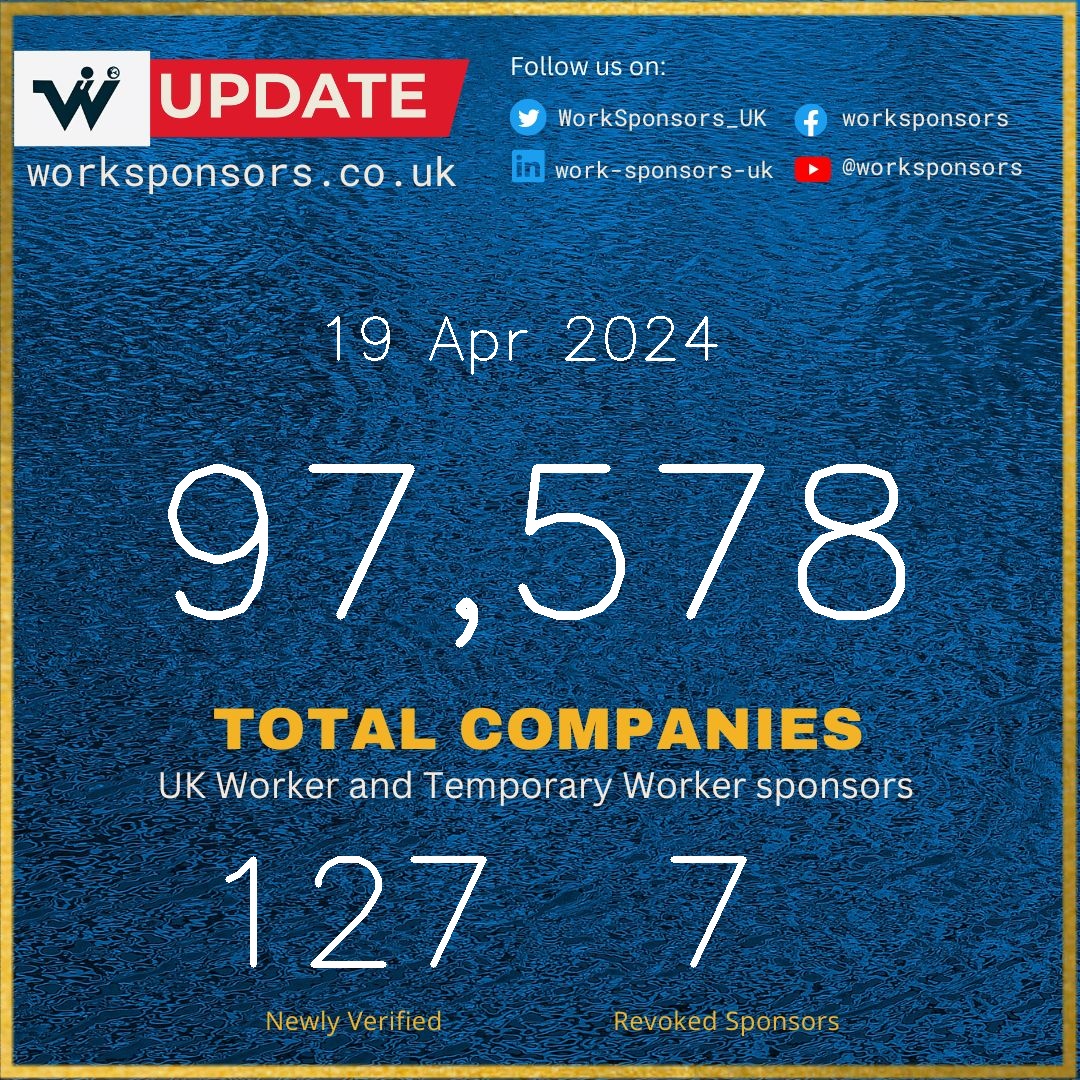 UPDATE
worksponsors.co.uk
Follow us on:
WorkSponsors_UK
worksponsors
work-sponsors-uk
@worksponsors
19 Apr 2024
97,578
TOTAL COMPANIES
UK Worker and Temporary Worker sponsors
127 7
Newly Verified Revoked Sponsors